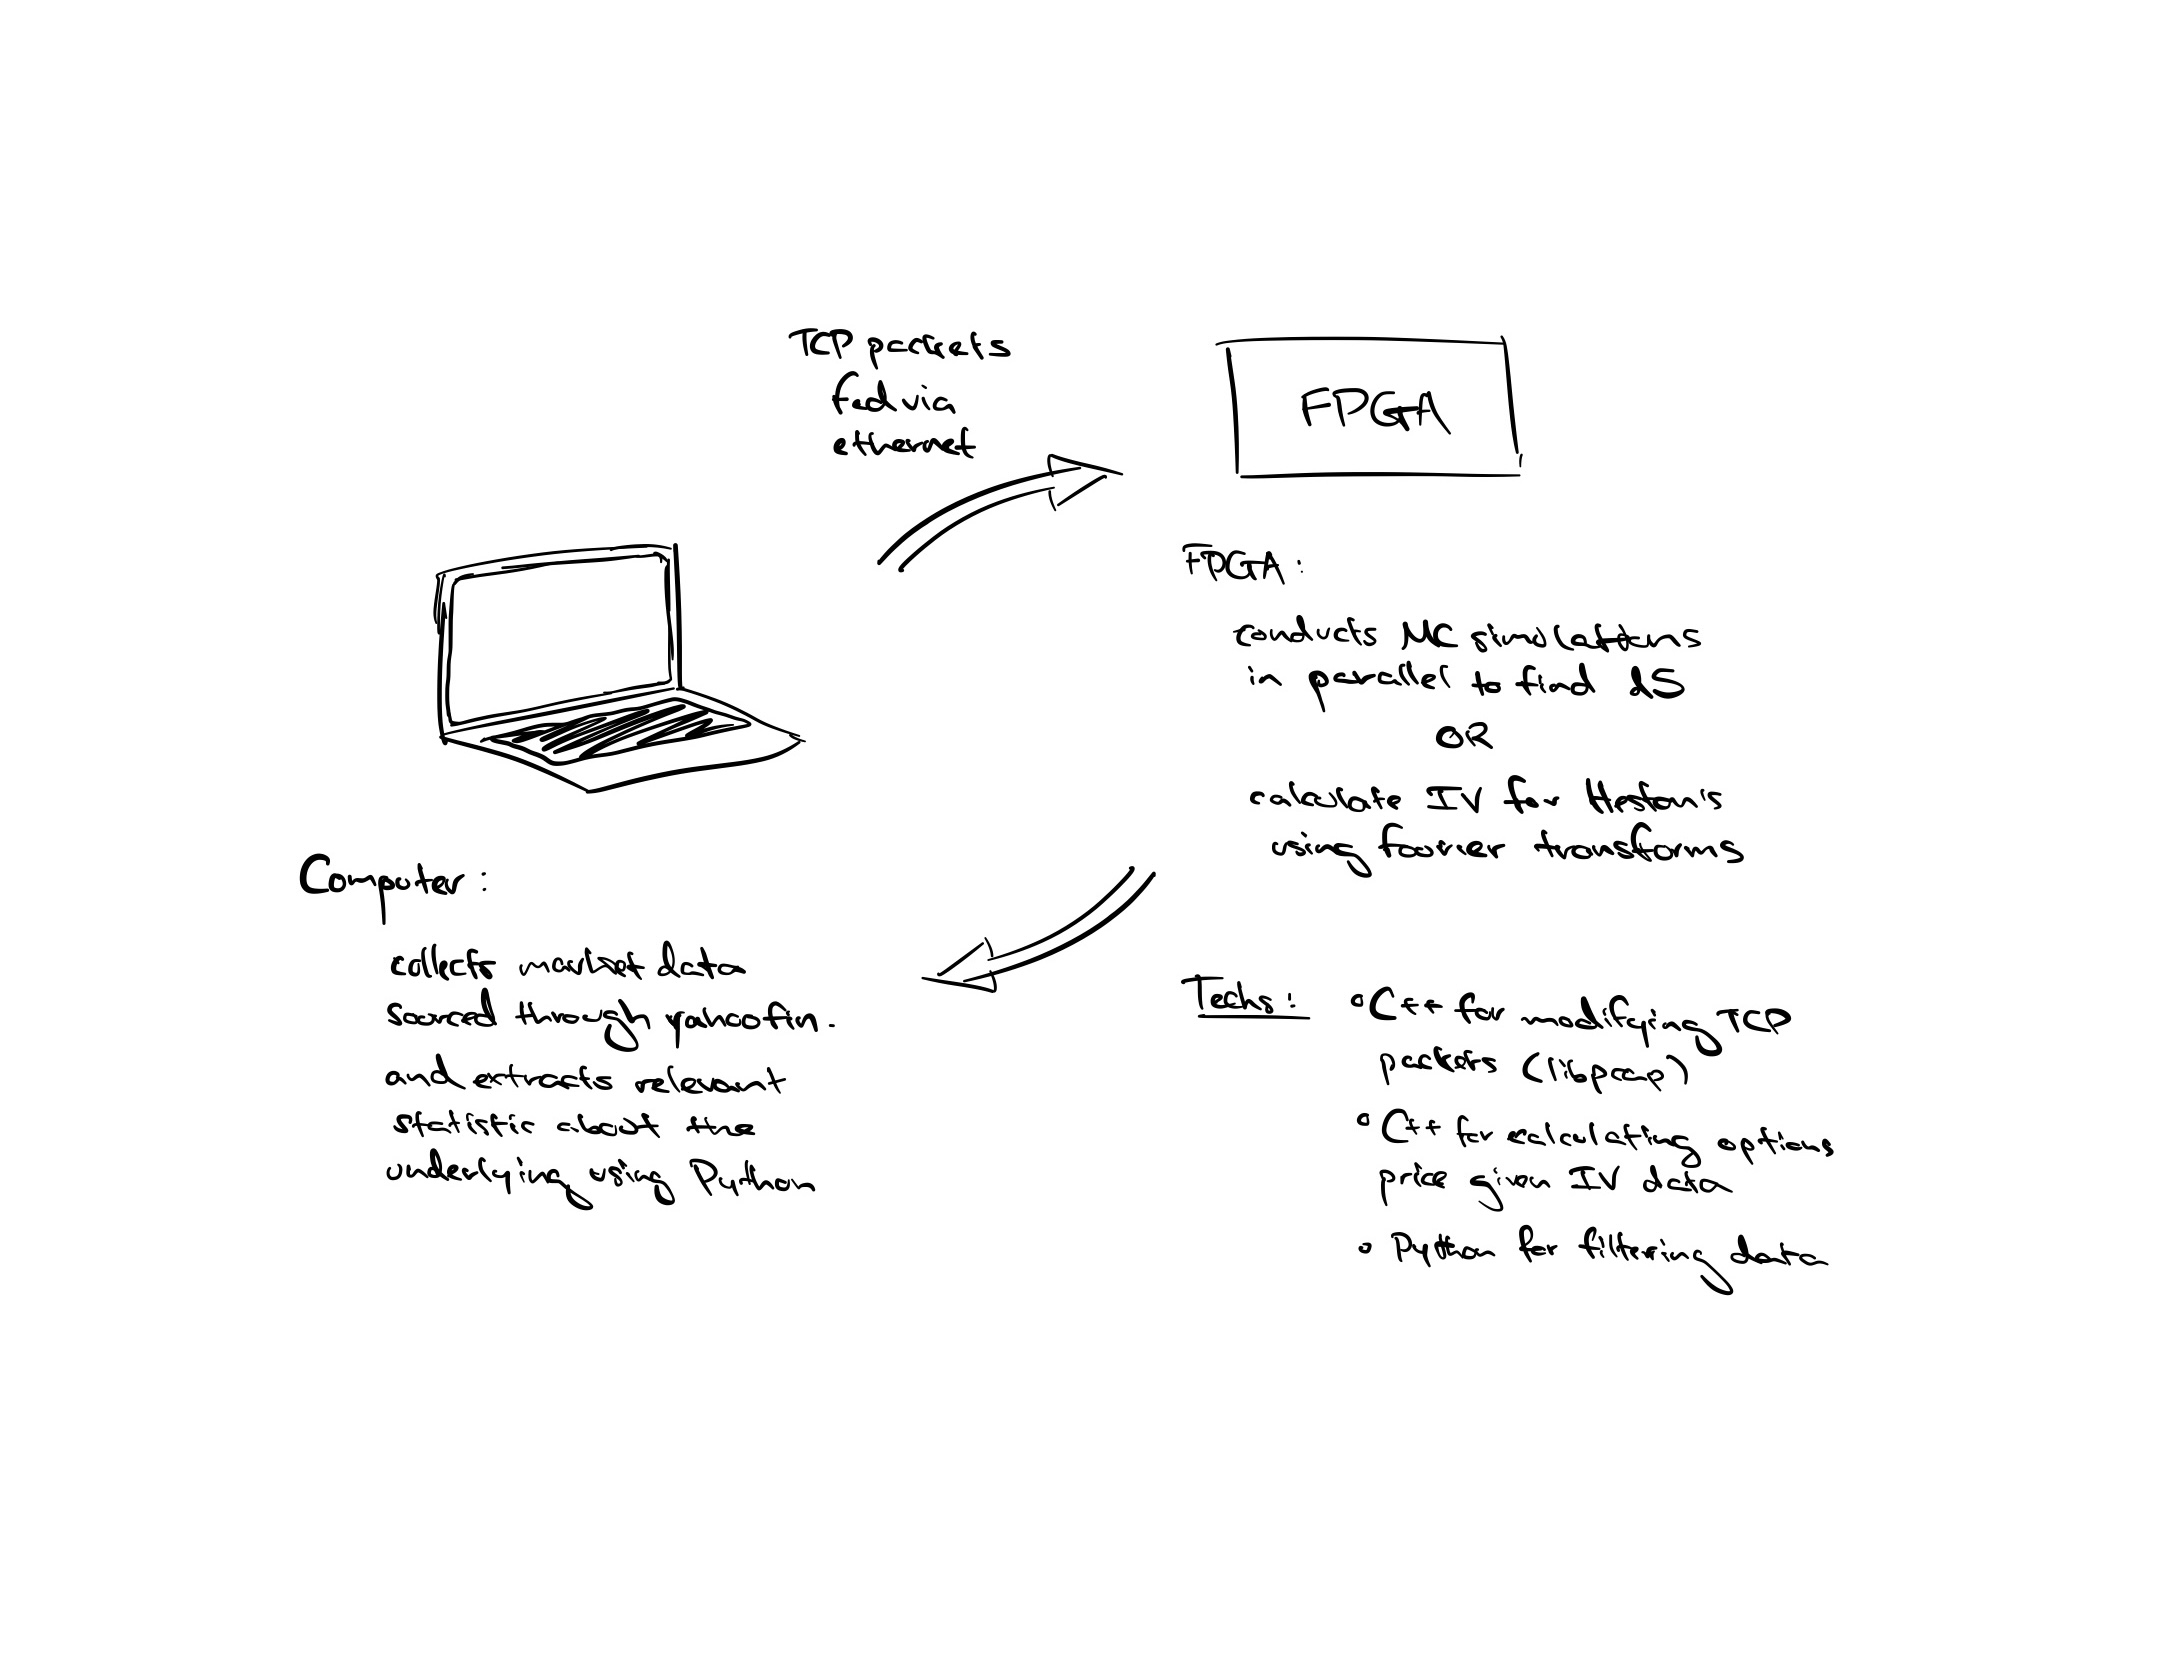 TCP packets
fed via
ethernet
FPGA
FPGA:
conducts MC simulations
in parallel to find dS
OR
calculate IV for Heston's
using fourier transforms
Computer:
collects market data
sourced through yahoofin.
and extracts relevant
statistic about the
underlying using Python
Techs:
• C++ for modifying TCP
packets (libpcap)
• C++ for calculating options
price given IV data
• Python for filtering data